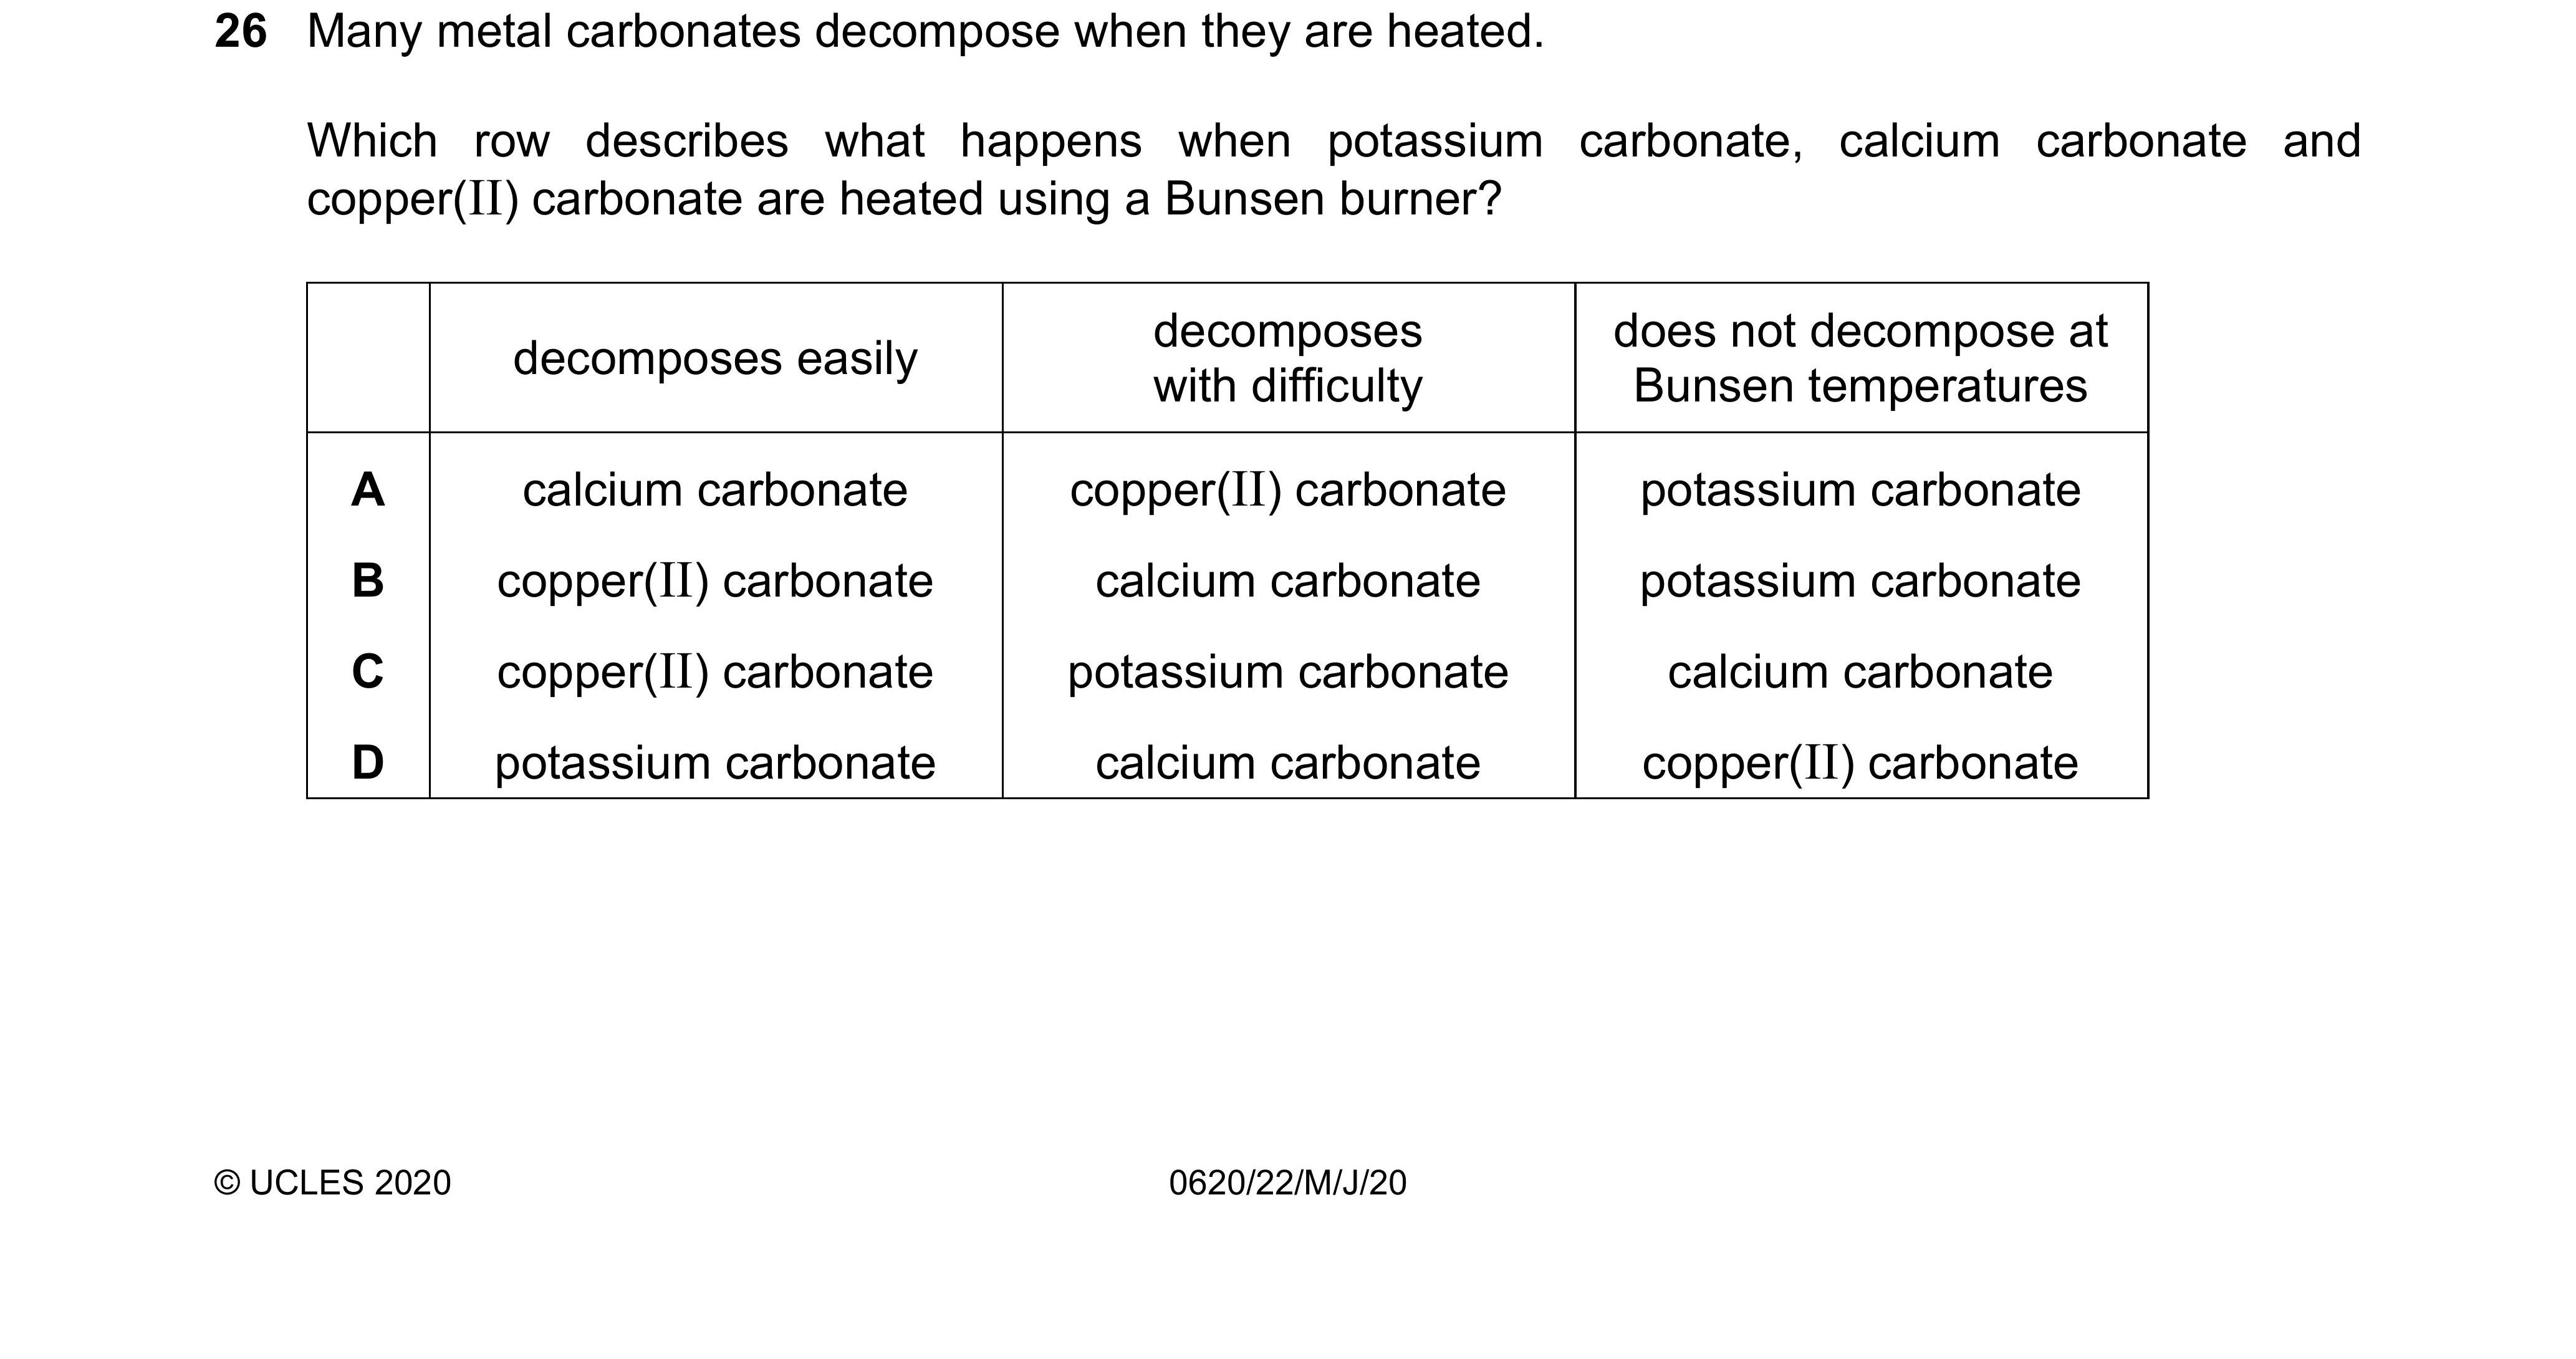 26 Many metal carbonates decompose when they are heated.
Which row describes what happens when potassium carbonate, calcium carbonate and
copper(II) carbonate are heated using a Bunsen burner?
decomposes easily | decomposes with difficulty | does not decompose at Bunsen temperatures
A calcium carbonate copper(II) carbonate potassium carbonate
B copper(II) carbonate calcium carbonate potassium carbonate
C copper(II) carbonate potassium carbonate calcium carbonate
D potassium carbonate calcium carbonate copper(II) carbonate
© UCLES 2020 0620/22/M/J/20